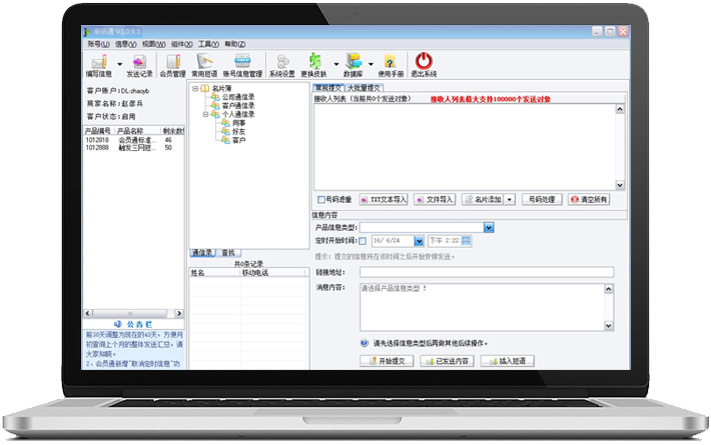 帐号(U) 信息(V) 视图(W) 组件(X) 工具(Y) 帮助(Z)
编写信息 发送记录 会员管理 常用短语 账号信息管理 系统设置 更换皮肤 数据库 使用手册 退出系统
客户账户:DLzhaoyb
商家名称:赵彦兵
客户状态:启用
产品编号 产品名称 剩余数
1012818 会员通标准... 46
1012888 触发三网短... 50
公 告 栏
前30天调整为现在的45天，方便月
初查询上个月的整体发送汇总，请
大家知晓。
2、会员通新增"取消定时信息"功
名片簿
公司通信录
客户通信录
个人通信录
同事
好友
客户
通信录 查找
共0条记录
姓名 移动电话
常规提交 大批量提交
接收人列表（当前共0个发送对象） 接收人列表最大支持100000个发送对象
号码滤重 TXT文本导入 文件导入 名片添加 号码处理 清空所有
信息内容
产品信息类型:
定时开始时间: 16/ 6/24 下午 2:22
提示：提交的信息将在该时间之后开始安排发送。
链接地址:
消息内容: 请选择产品信息类型 !
请先选择信息类型后再做其他后续操作。
开始提交 已发送内容 插入短语